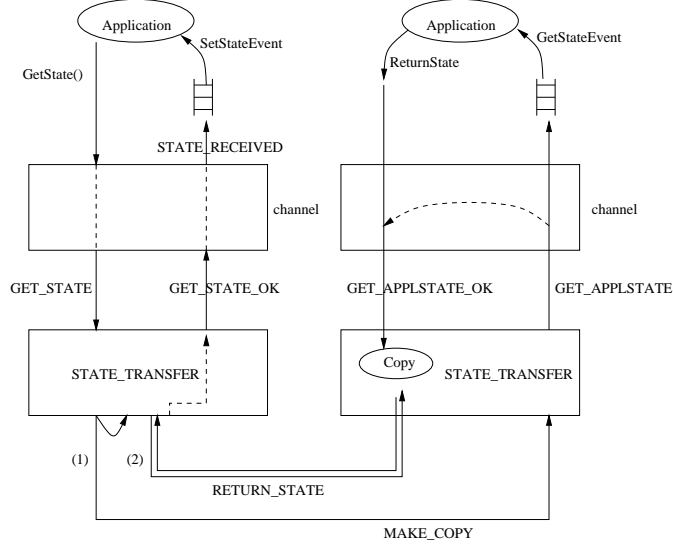 Application
Application
SetStateEvent
GetStateEvent
ReturnState
GetState()
STATE_RECEIVED
channel
channel
GET_STATE
GET_STATE_OK
GET_APPLSTATE_OK
GET_APPLSTATE
Copy
STATE_TRANSFER
STATE_TRANSFER
(1)
(2)
RETURN_STATE
MAKE_COPY